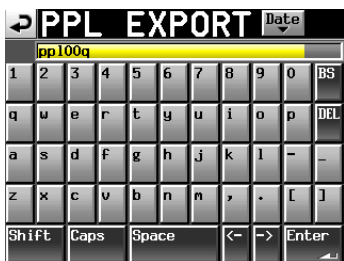 PPL EXPORT Date
pp100q
1 2 3 4 5 6 7 8 9 0 BS
q w e r t y u i o p DEL
a s d f g h j k l - _
z x c v b n m , . [ ]
Shift Caps Space <- -> Enter